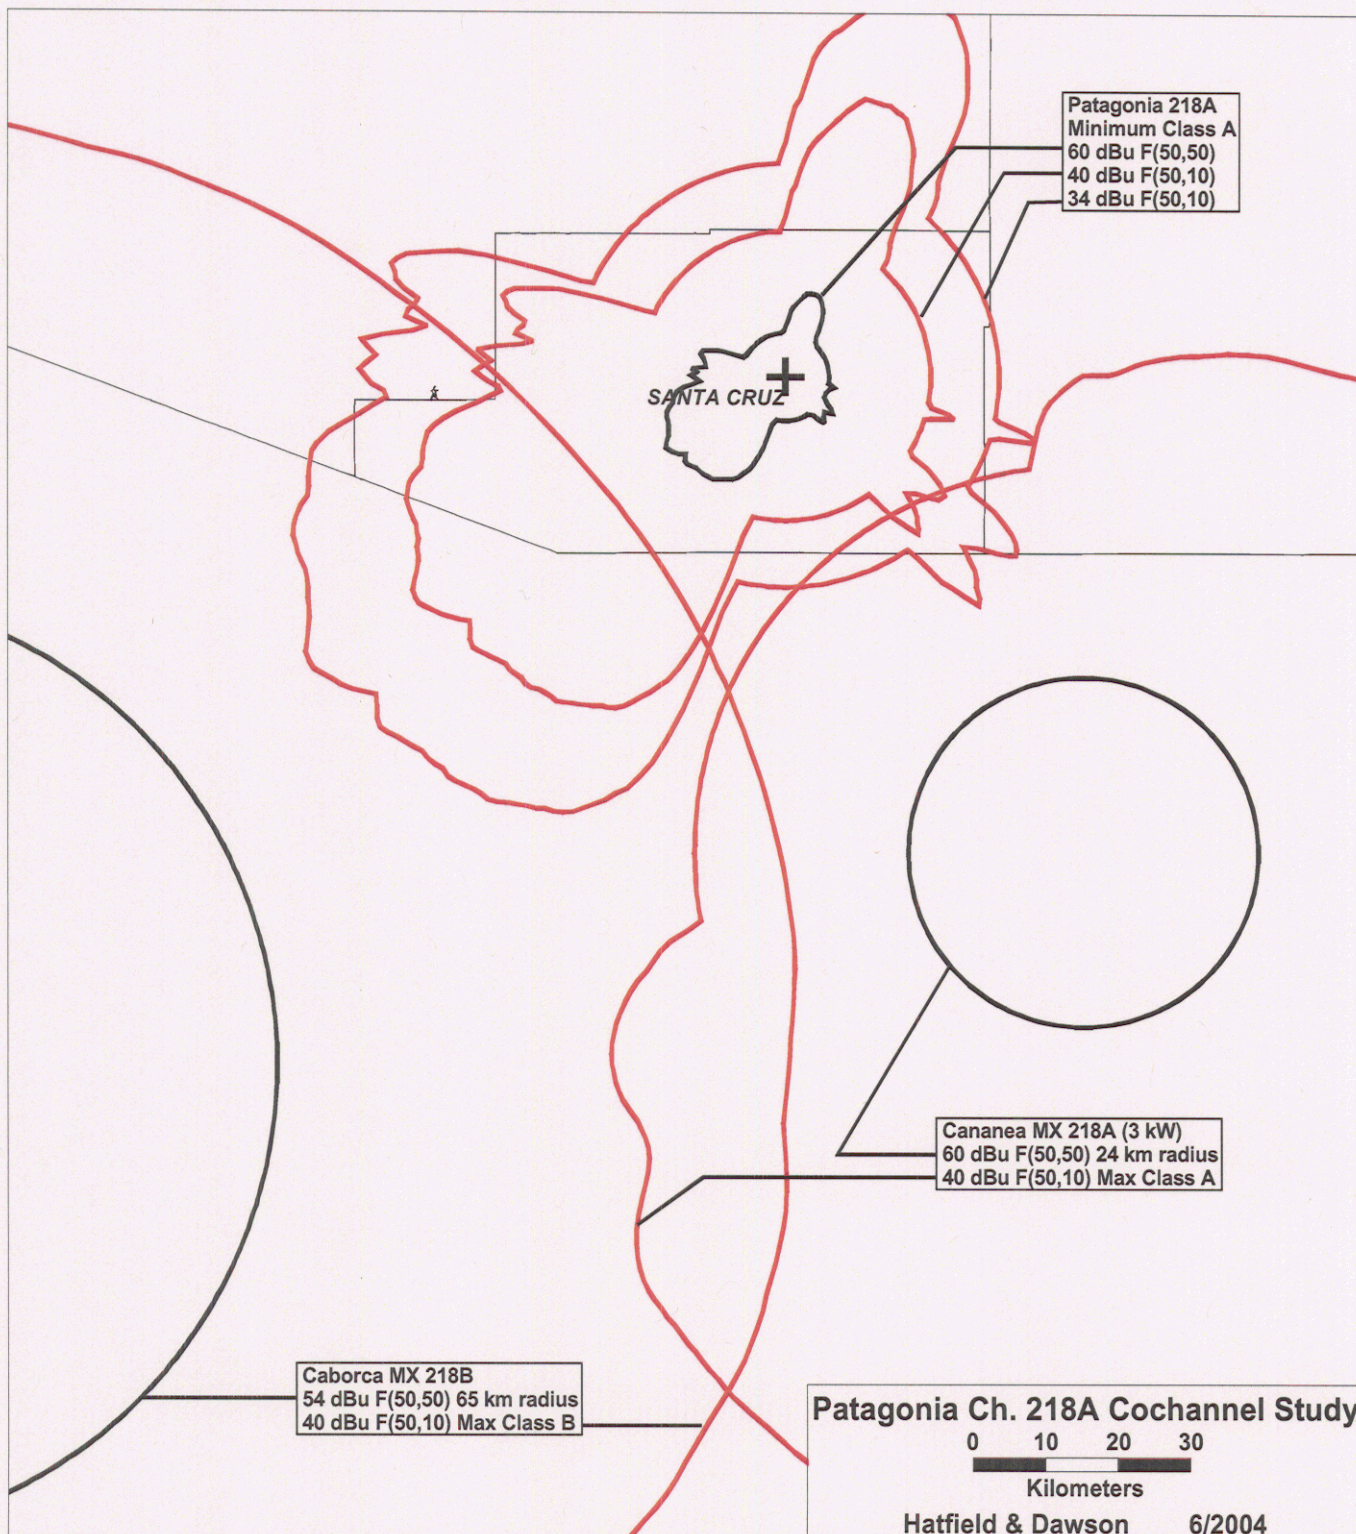 Patagonia 218A
Minimum Class A
60 dBu F(50,50)
40 dBu F(50,10)
34 dBu F(50,10)
SANTA CRUZ
Cananea MX 218A (3 kW)
60 dBu F(50,50) 24 km radius
40 dBu F(50,10) Max Class A
Caborca MX 218B
54 dBu F(50,50) 65 km radius
40 dBu F(50,10) Max Class B
Patagonia Ch. 218A Cochannel Study
0 10 20 30
Kilometers
Hatfield & Dawson 6/2004